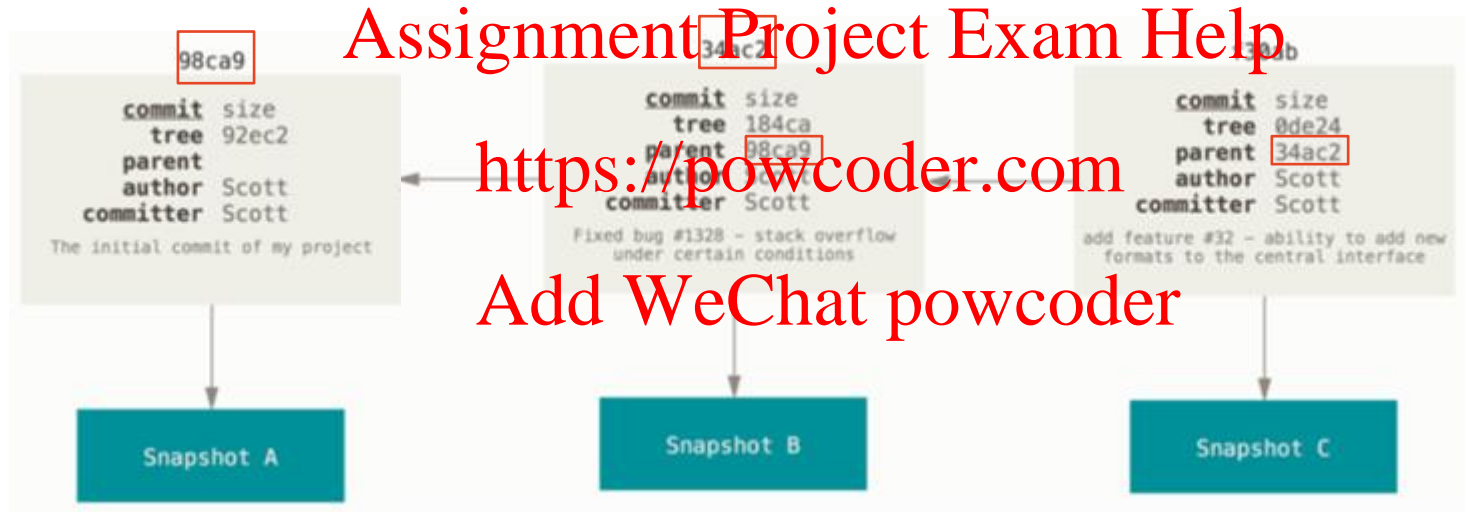 Assignment Project Exam Help
98ca9
34ac2
commit size
tree 92ec2
parent
author Scott
committer Scott
The initial commit of my project
commit size
tree 184ca
parent 98ca9
author Scott
committer Scott
Fixed bug #1328 – stack overflow
under certain conditions
commit size
tree 0de24
parent 34ac2
author Scott
committer Scott
add feature #32 – ability to add new
formats to the central interface
https://powcoder.com
Add WeChat powcoder
Snapshot A
Snapshot B
Snapshot C